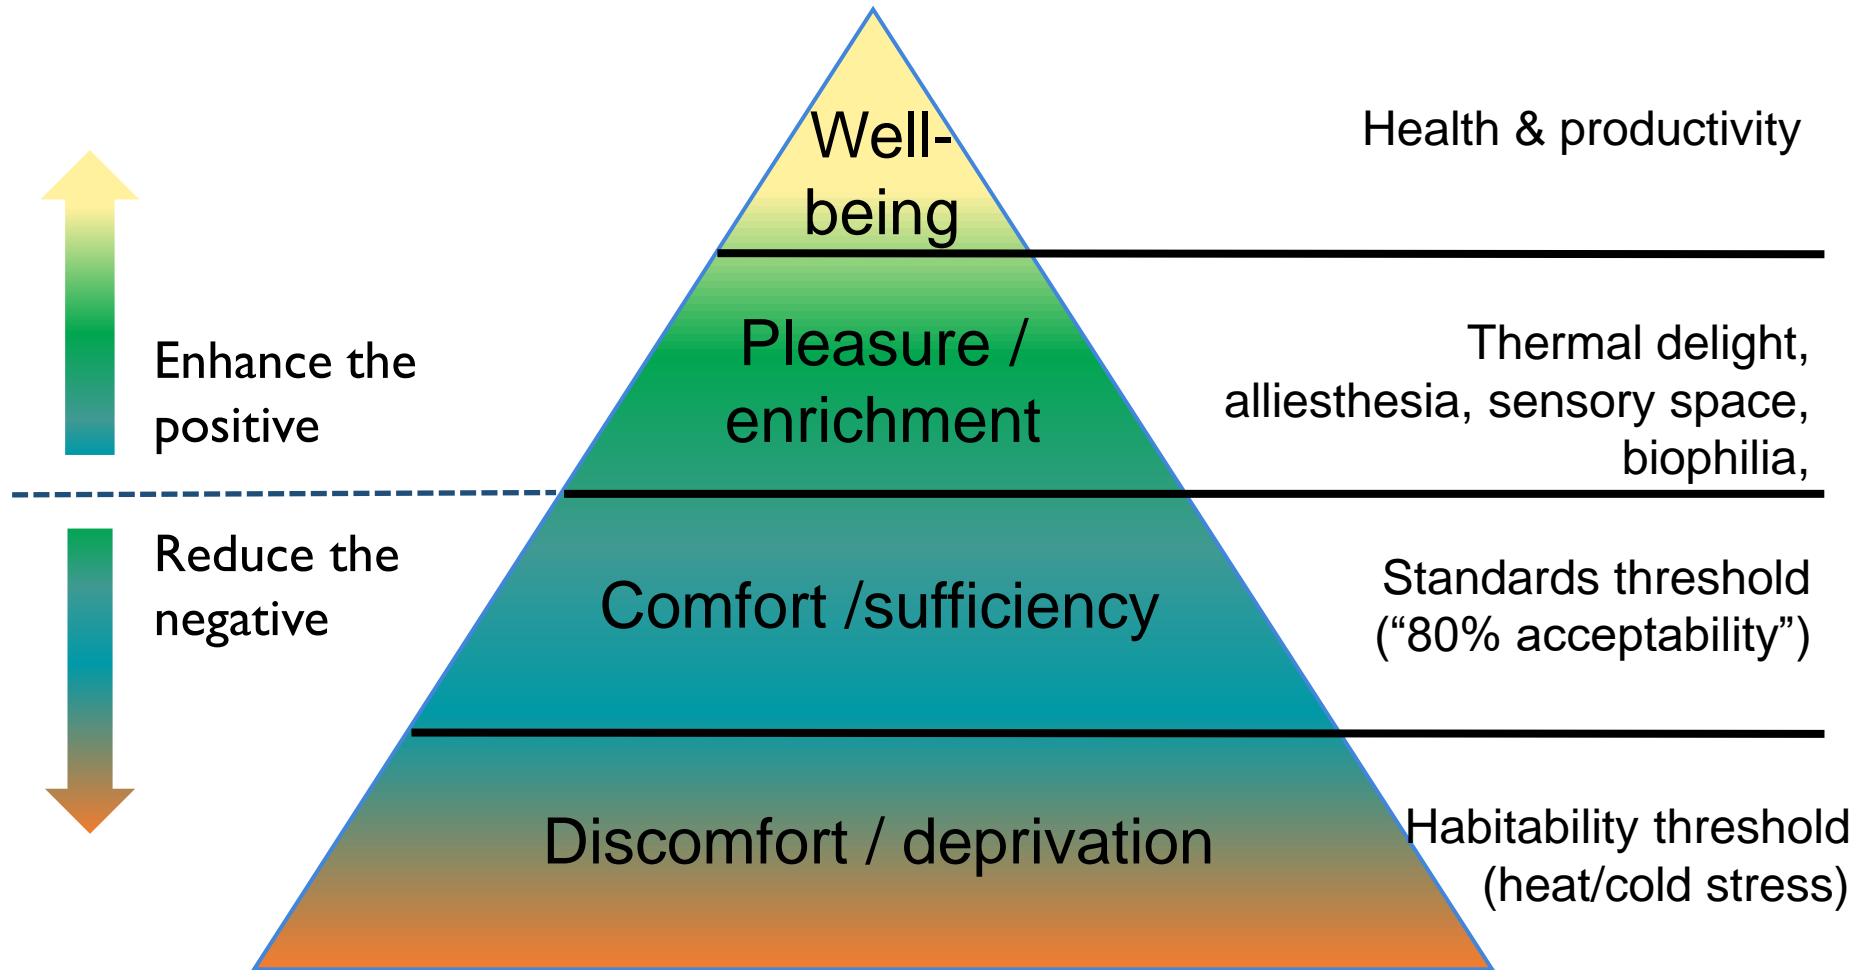 Well-
being
Health & productivity
Enhance the
positive
Pleasure /
enrichment
Thermal delight,
alliesthesia, sensory space,
biophilia,
Reduce the
negative
Comfort /sufficiency
Standards threshold
(“80% acceptability”)
Discomfort / deprivation
Habitability threshold
(heat/cold stress)